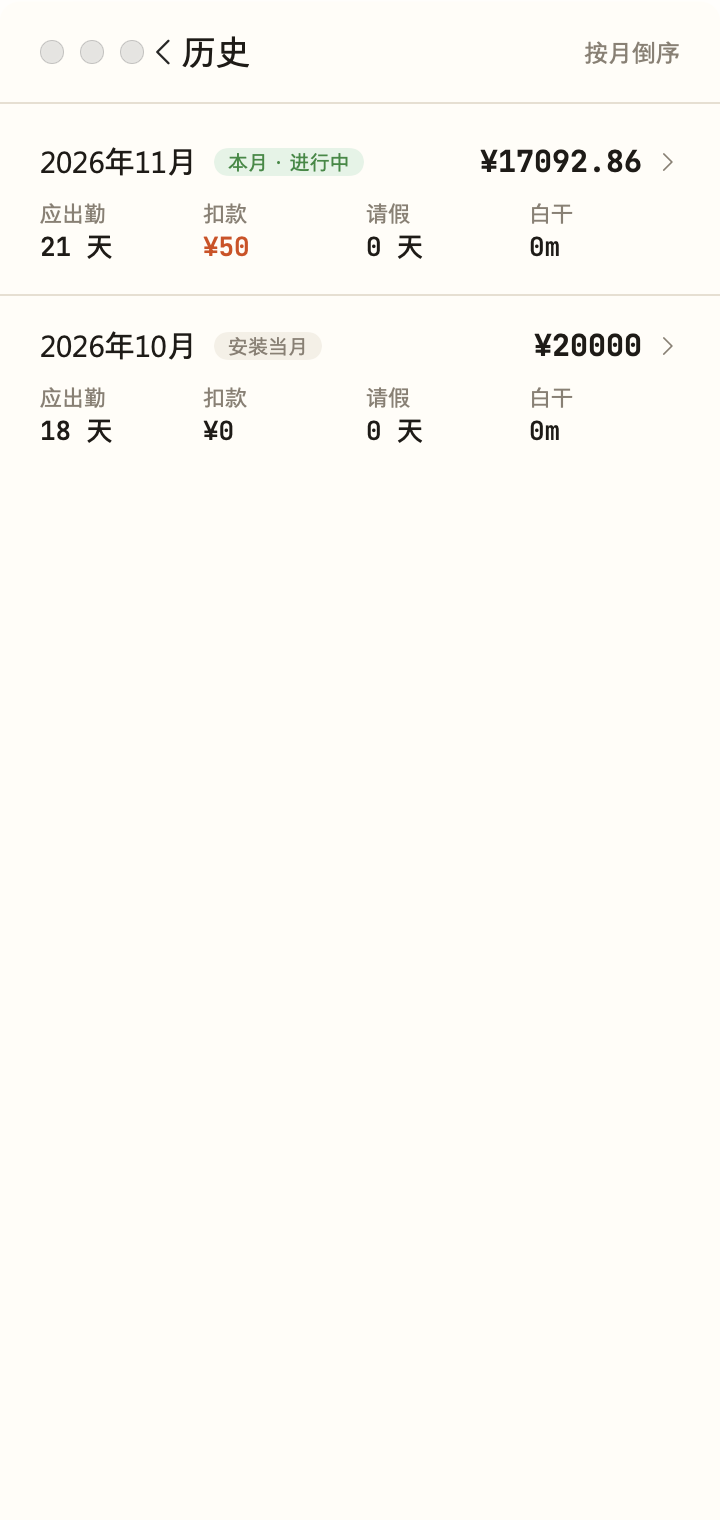 历史 按月倒序
2026年11月 本月 · 进行中 ¥17092.86
应出勤 扣款 请假 白干
21 天 ¥50 0 天 0m
2026年10月 安装当月 ¥20000
应出勤 扣款 请假 白干
18 天 ¥0 0 天 0m